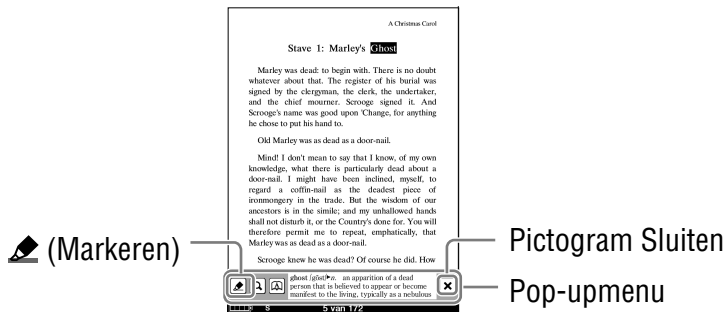 A Christmas Carol
Stave 1: Marley's Ghost
Marley was dead: to begin with. There is no doubt
whatever about that. The register of his burial was
signed by the clergyman, the clerk, the undertaker,
and the chief mourner. Scrooge signed it. And
Scrooge's name was good upon 'Change, for anything
he chose to put his hand to.
Old Marley was as dead as a door-nail.
Mind! I don't mean to say that I know, of my own
knowledge, what there is particularly dead about a
door-nail. I might have been inclined, myself, to
regard a coffin-nail as the deadest piece of
ironmongery in the trade. But the wisdom of our
ancestors is in the simile; and my unhallowed hands
shall not disturb it, or the Country's done for. You will
therefore permit me to repeat, emphatically, that
Marley was as dead as a door-nail.
Scrooge knew he was dead? Of course he did. How
(Markeren)
Pictogram Sluiten
ghost /gōst/▸n. an apparition of a dead
person that is believed to appear or become
manifest to the living, typically as a nebulous
Pop-upmenu
S 5 van 172